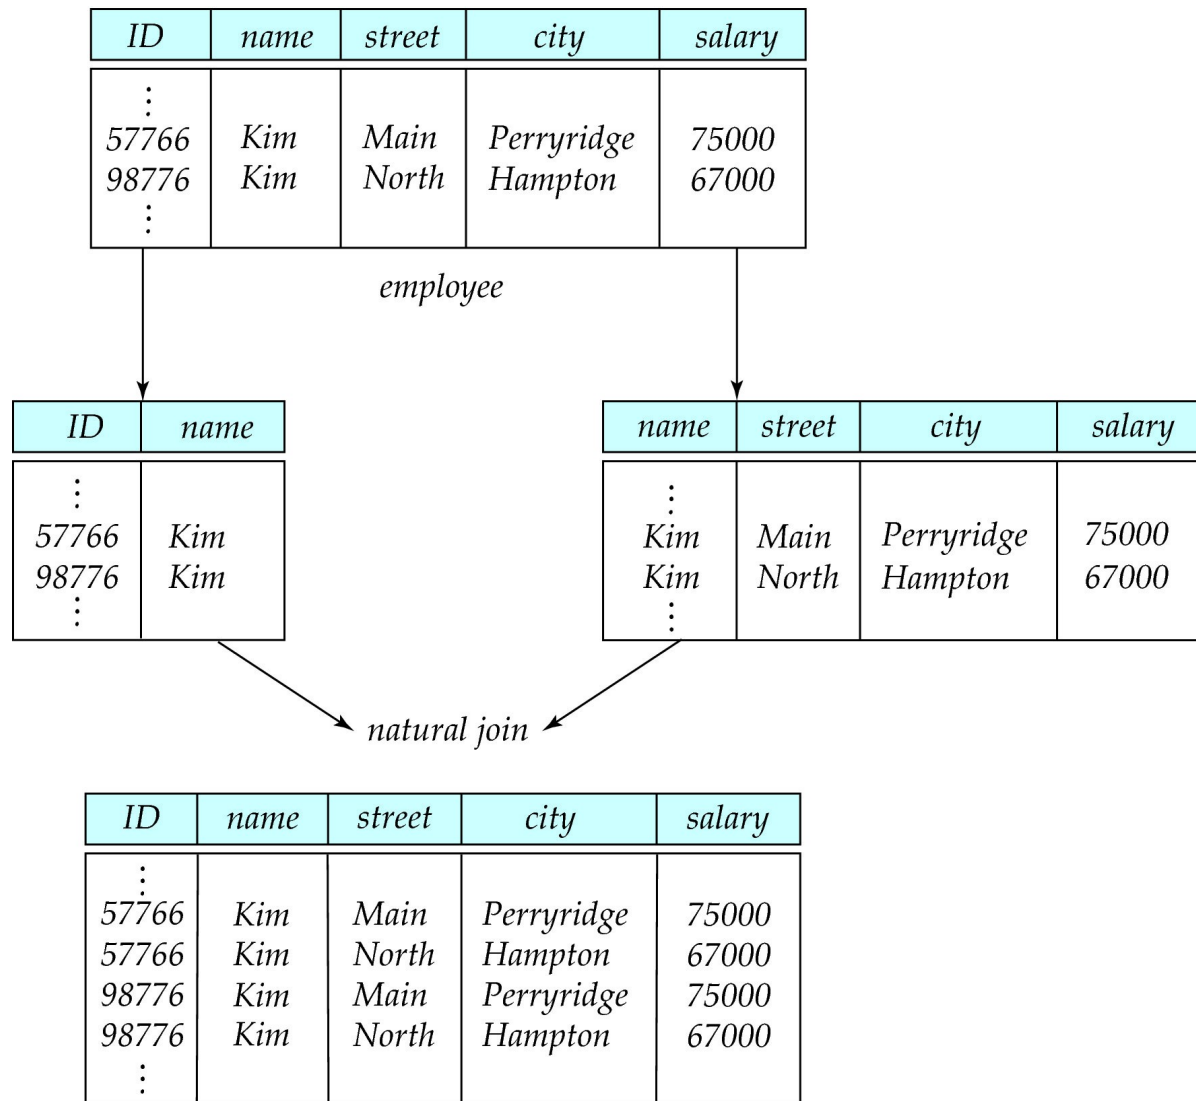 ID name street city salary
⋮
57766 Kim Main Perryridge 75000
98776 Kim North Hampton 67000
⋮
employee
ID name
⋮
57766 Kim
98776 Kim
⋮
name street city salary
⋮
Kim Main Perryridge 75000
Kim North Hampton 67000
⋮
natural join
ID name street city salary
⋮
57766 Kim Main Perryridge 75000
57766 Kim North Hampton 67000
98776 Kim Main Perryridge 75000
98776 Kim North Hampton 67000
⋮